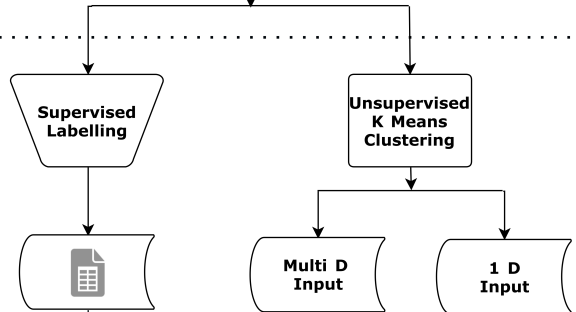 Supervised
Labelling
Unsupervised
K Means
Clustering
Multi D
Input
1 D
Input